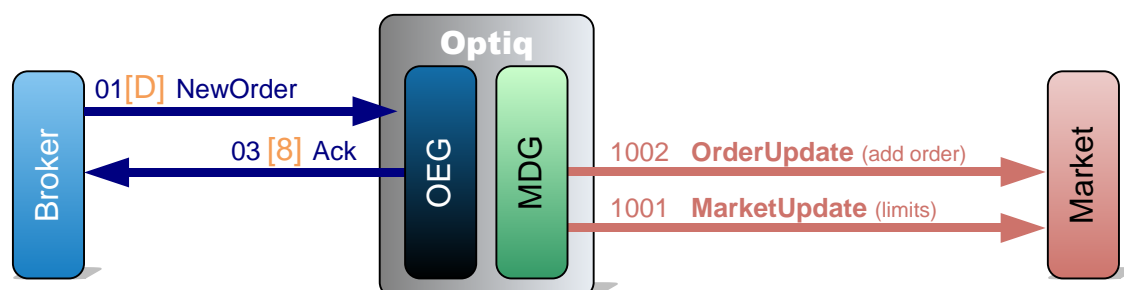 Optiq
01[D] NewOrder
03 [8] Ack
Broker
OEG
MDG
1002 OrderUpdate (add order)
1001 MarketUpdate (limits)
Market